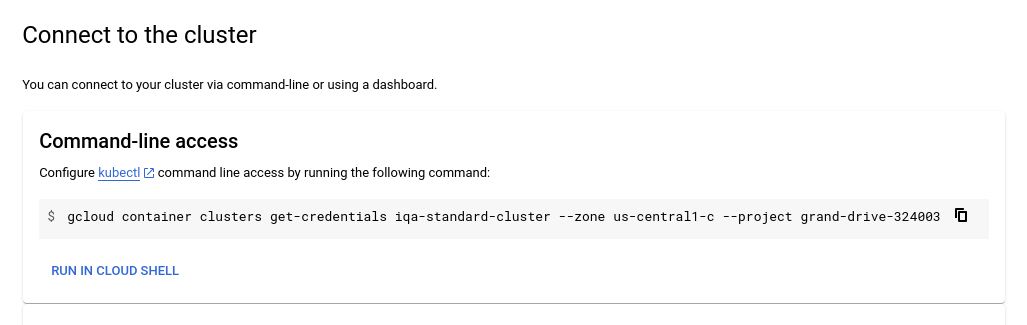 Connect to the cluster
You can connect to your cluster via command-line or using a dashboard.
Command-line access
Configure kubectl command line access by running the following command:
$ gcloud container clusters get-credentials iqa-standard-cluster --zone us-central1-c --project grand-drive-324003
RUN IN CLOUD SHELL